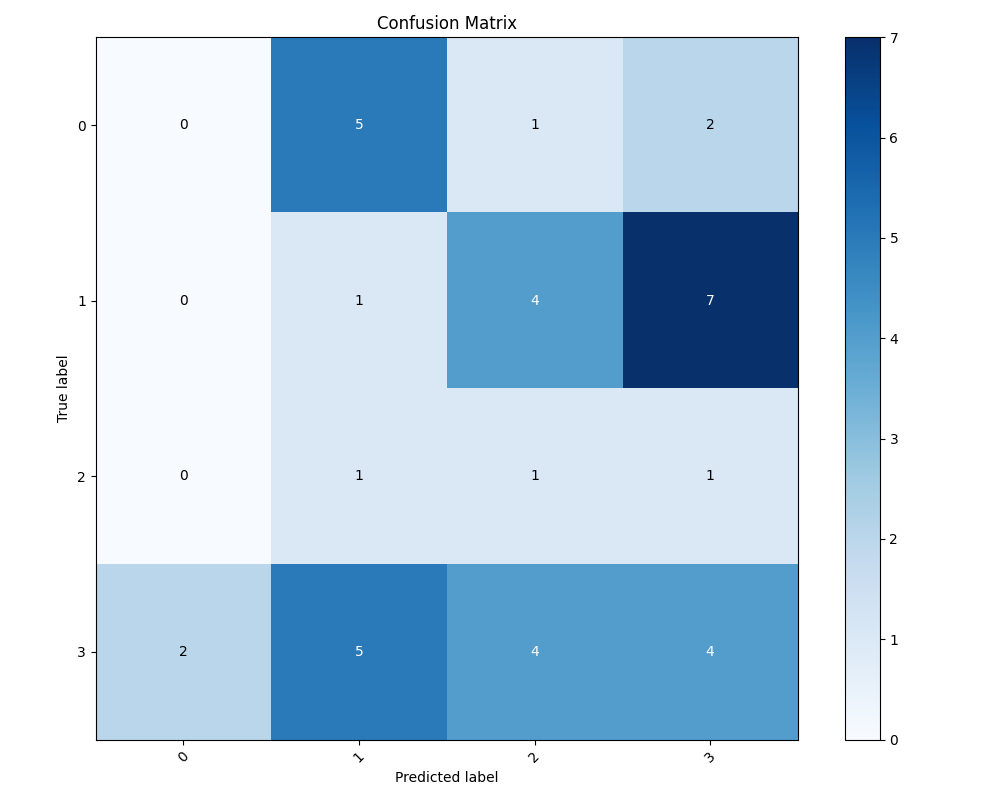 Confusion Matrix
0 0 5 1 2
1 0 1 4 7
2 0 1 1 1
3 2 5 4 4
0 1 2 3
True label
Predicted label
7
6
5
4
3
2
1
0